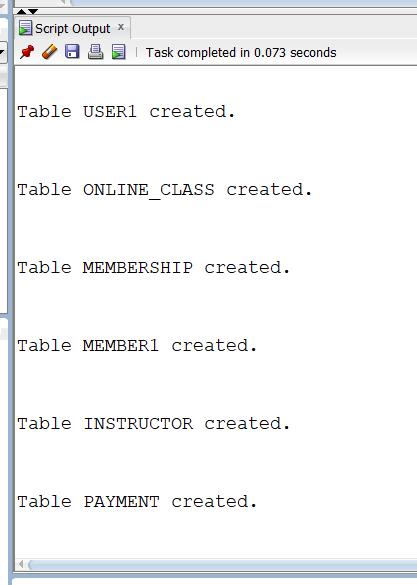 Script Output x
Task completed in 0.073 seconds
Table USER1 created.
Table ONLINE_CLASS created.
Table MEMBERSHIP created.
Table MEMBER1 created.
Table INSTRUCTOR created.
Table PAYMENT created.